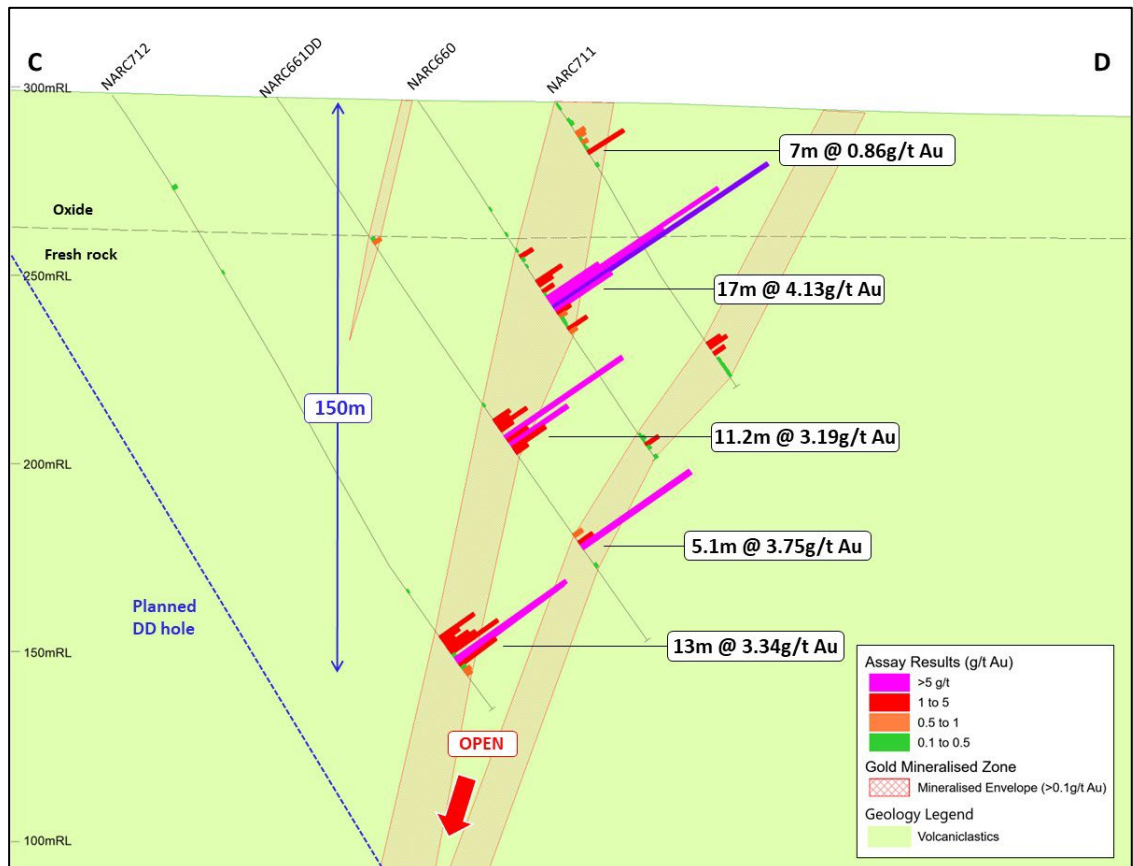 C
NARC712
NARC661DD
NARC660
NARC711
D
300mRL
7m @ 0.86g/t Au
Oxide
Fresh rock
250mRL
17m @ 4.13g/t Au
150m
11.2m @ 3.19g/t Au
200mRL
5.1m @ 3.75g/t Au
Planned
DD hole
13m @ 3.34g/t Au
150mRL
OPEN
100mRL
Assay Results (g/t Au)
>5 g/t
1 to 5
0.5 to 1
0.1 to 0.5
Gold Mineralised Zone
Mineralised Envelope (>0.1g/t Au)
Geology Legend
Volcaniclastics